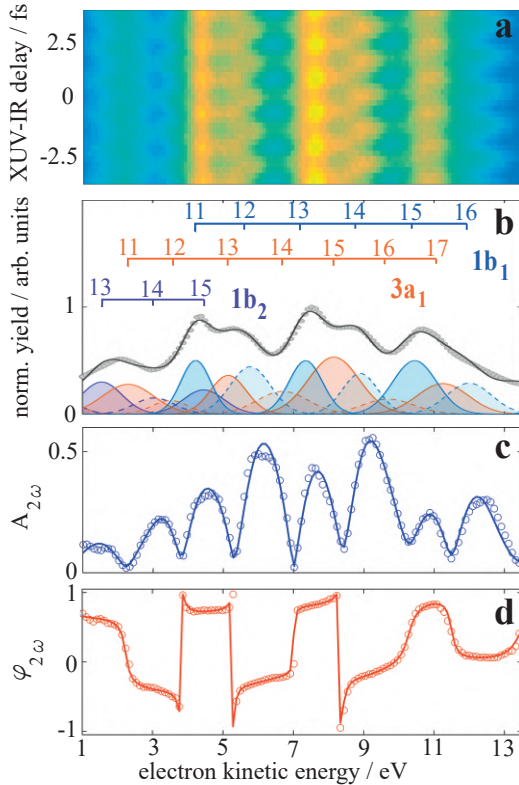 a
XUV-IR delay / fs
2.5
0
-2.5
b
norm. yield / arb. units
11 12 13 14 15 16
1b₁
11 12 13 14 15 16 17
3a₁
13 14 15
1b₂
1
0
c
A₂ω
0.5
0
d
φ₂ω
1
0
-1
1 3 5 7 9 11 13
electron kinetic energy / eV